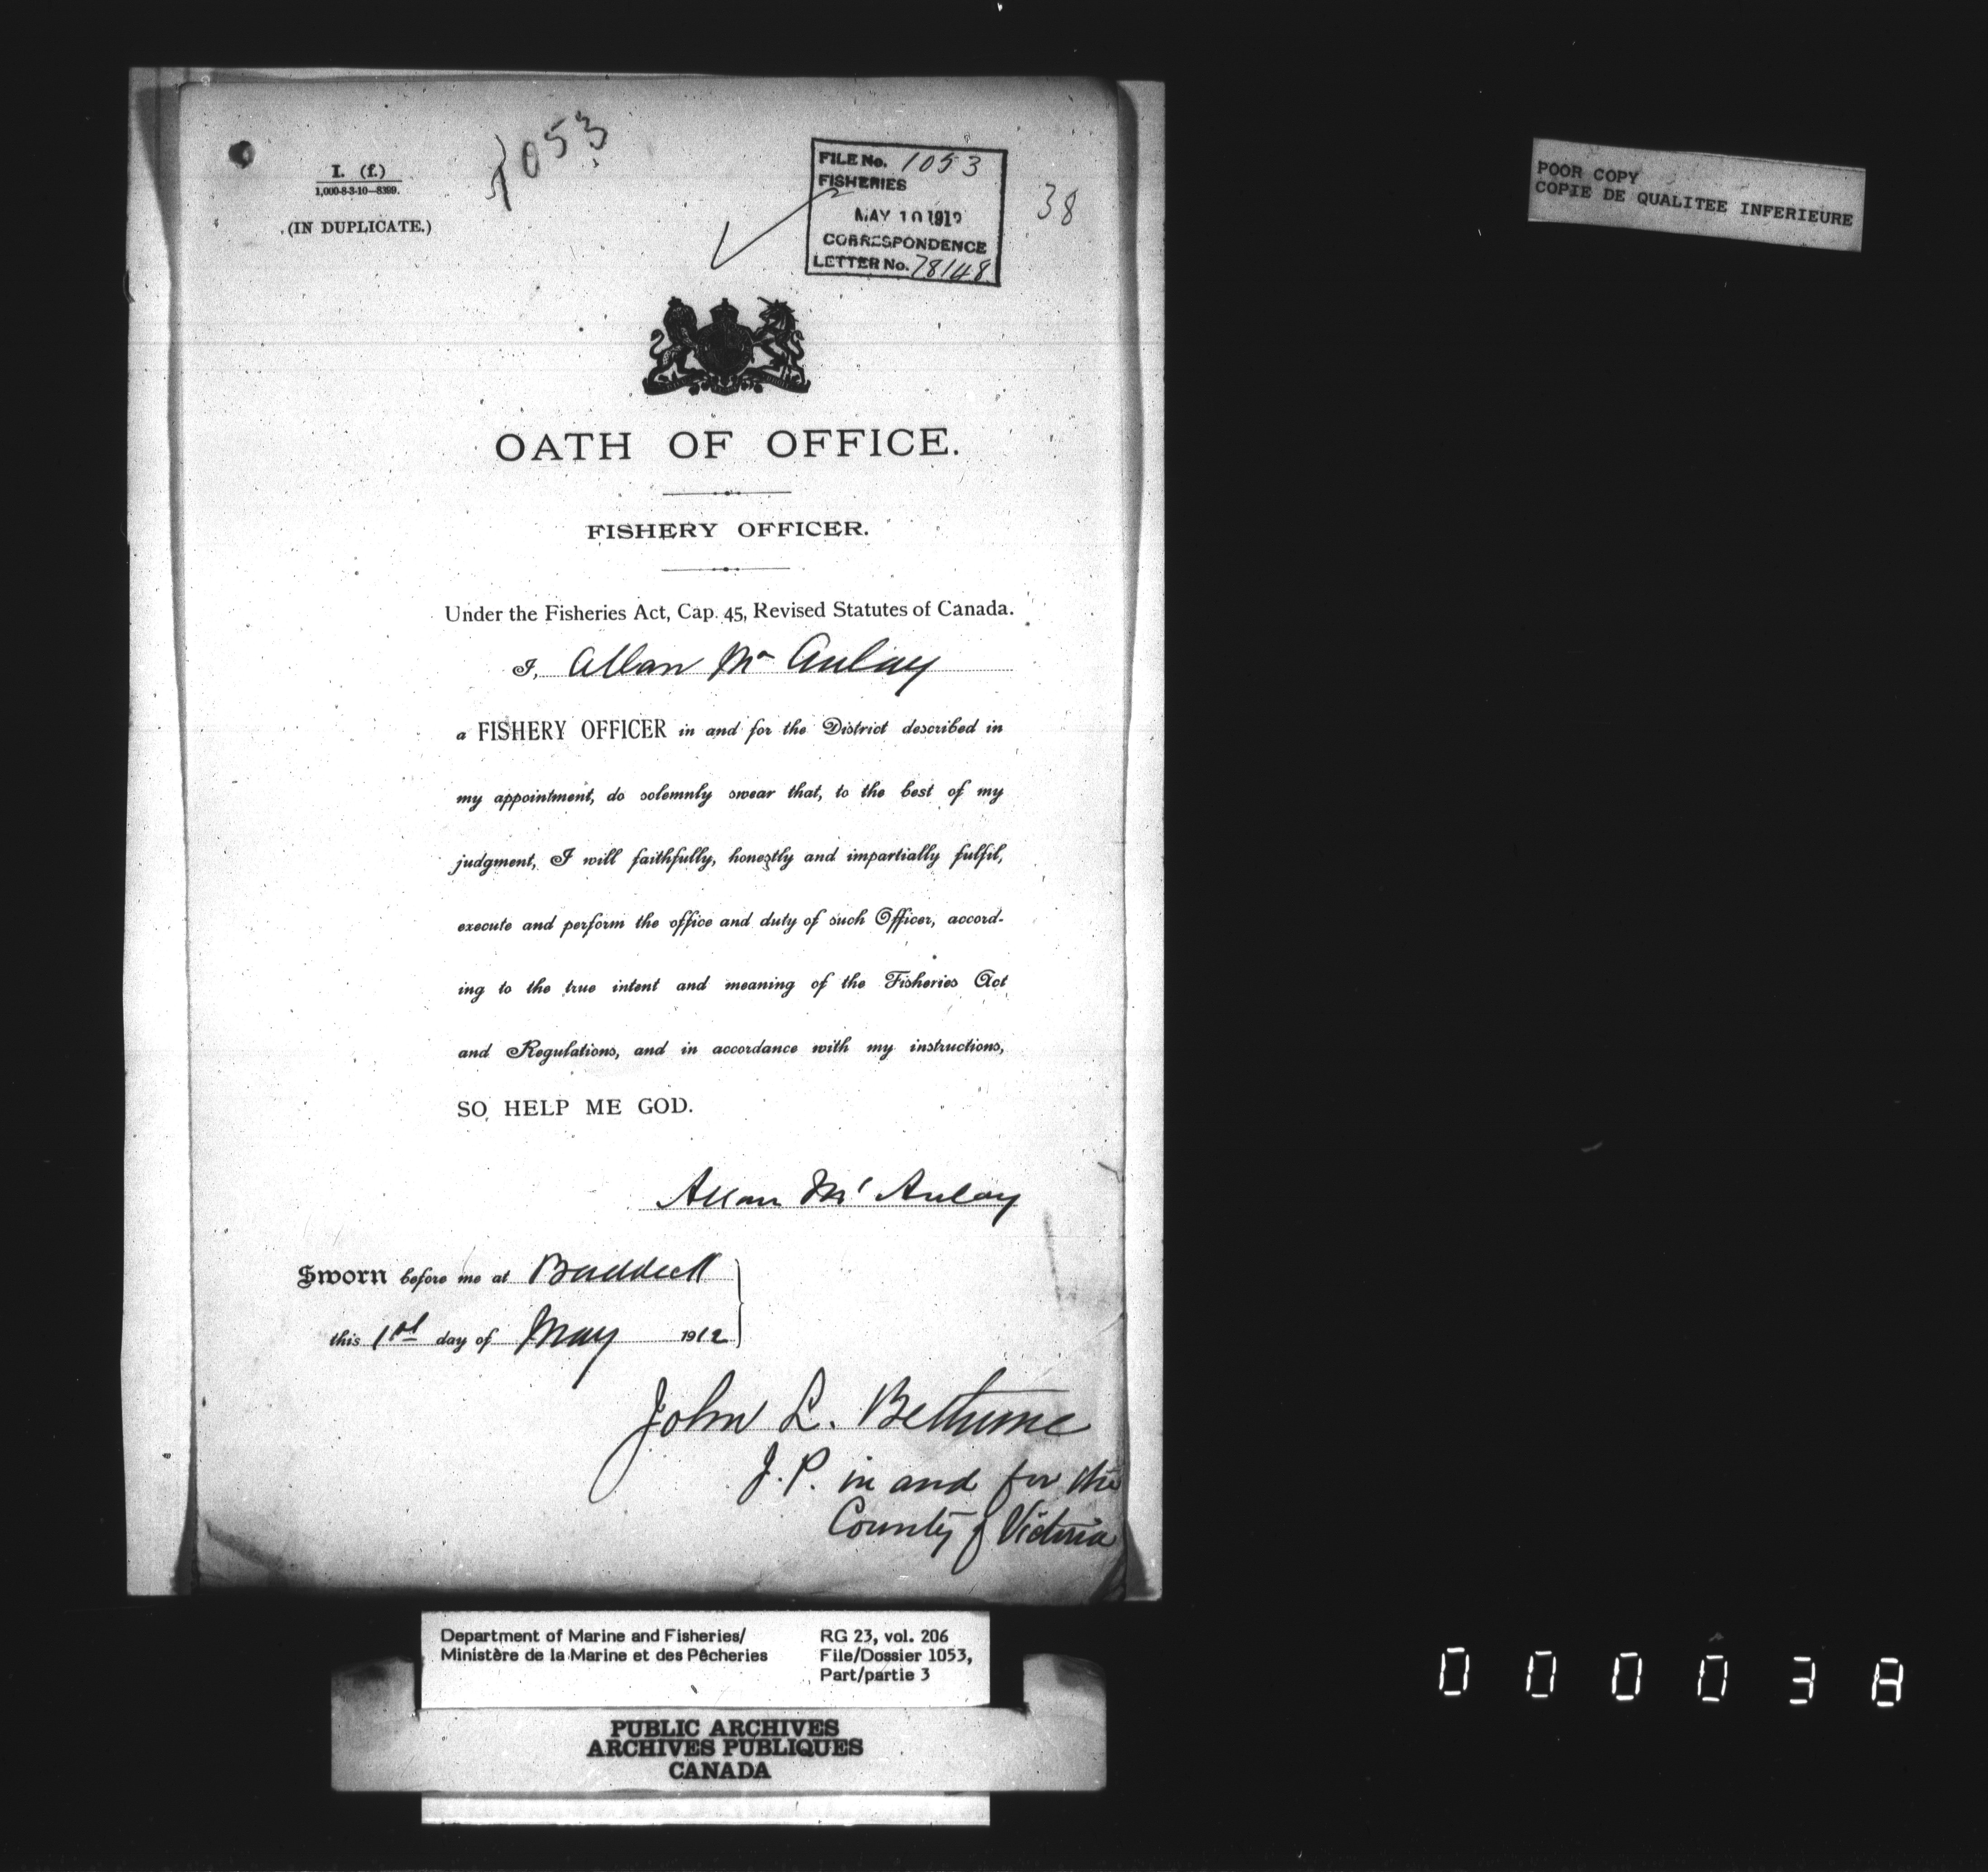 I. (f.)
1,000-8-3-10—8399.
(IN DUPLICATE.)
1053
FILE No. 1053
FISHERIES
MAY 10 1912
CORRESPONDENCE
LETTER No. 78148
38
POOR COPY
COPIE DE QUALITEE INFERIEURE
OATH OF OFFICE.
FISHERY OFFICER.
Under the Fisheries Act, Cap. 45, Revised Statutes of Canada.
I, Allan Mc Aulay
a FISHERY OFFICER in and for the District described in
my appointment, do solemnly swear that, to the best of my
judgment, I will faithfully, honestly and impartially fulfil,
execute and perform the office and duty of such Officer, accord-
ing to the true intent and meaning of the Fisheries Act
and Regulations, and in accordance with my instructions,
SO HELP ME GOD.
Allan Mc Aulay
Sworn before me at Baddeck
this 1st day of May 1912
John L. Bethune
J.P. in and for the
County of Victoria
Department of Marine and Fisheries/
Ministère de la Marine et des Pêcheries
RG 23, vol. 206
File/Dossier 1053,
Part/partie 3
PUBLIC ARCHIVES
ARCHIVES PUBLIQUES
CANADA
000038